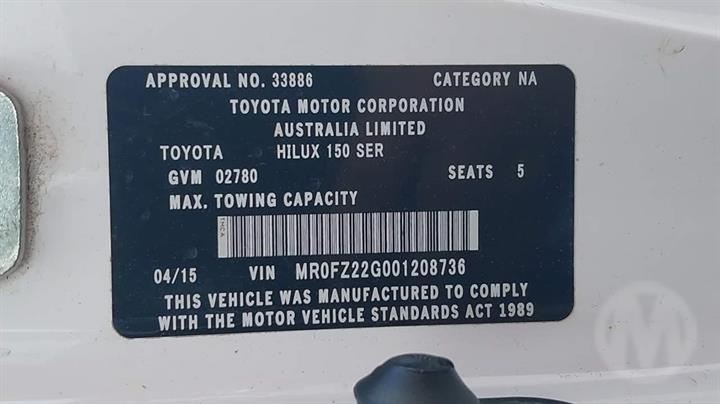 APPROVAL NO. 33886 CATEGORY NA
TOYOTA MOTOR CORPORATION
AUSTRALIA LIMITED
TOYOTA HILUX 150 SER
GVM 02780 SEATS 5
MAX. TOWING CAPACITY
TMCA
04/15 VIN MR0FZ22G001208736
THIS VEHICLE WAS MANUFACTURED TO COMPLY
WITH THE MOTOR VEHICLE STANDARDS ACT 1989
M